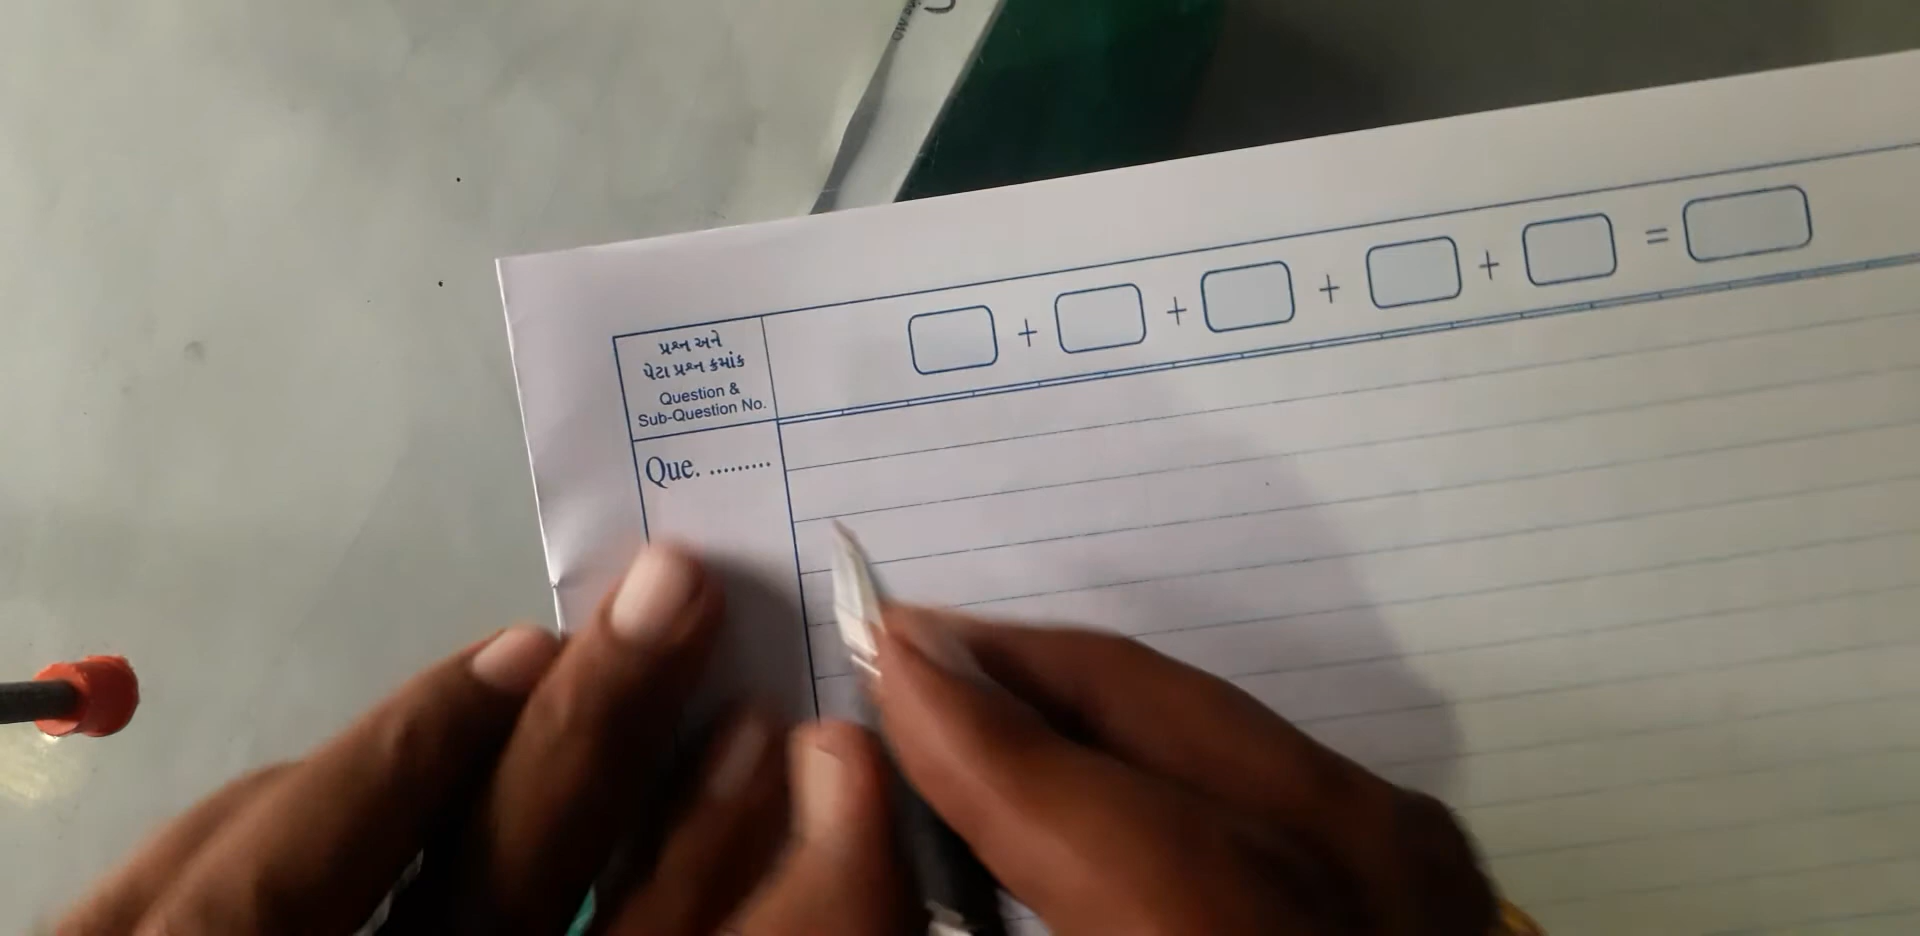 પ્રશ્ન અને
પેટા પ્રશ્ન ક્રમાંક
Question &
Sub-Question No.
+ + + + =
Que. .........